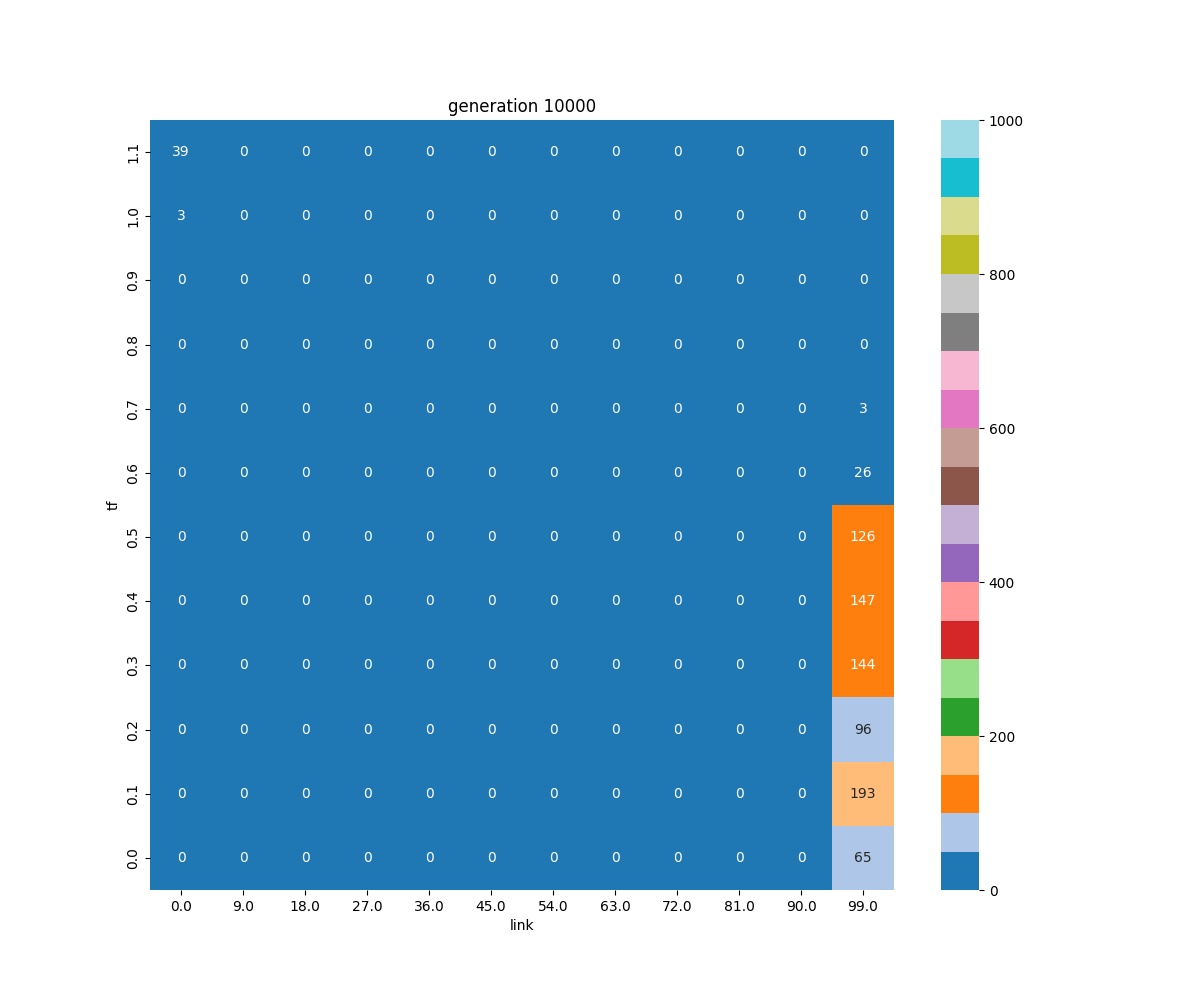 generation 10000
1.1 39 0 0 0 0 0 0 0 0 0 0 0
1.0 3 0 0 0 0 0 0 0 0 0 0 0
0.9 0 0 0 0 0 0 0 0 0 0 0 0
0.8 0 0 0 0 0 0 0 0 0 0 0 0
0.7 0 0 0 0 0 0 0 0 0 0 0 3
0.6 0 0 0 0 0 0 0 0 0 0 0 26
tf
0.5 0 0 0 0 0 0 0 0 0 0 0 126
0.4 0 0 0 0 0 0 0 0 0 0 0 147
0.3 0 0 0 0 0 0 0 0 0 0 0 144
0.2 0 0 0 0 0 0 0 0 0 0 0 96
0.1 0 0 0 0 0 0 0 0 0 0 0 193
0.0 0 0 0 0 0 0 0 0 0 0 0 65
0.0 9.0 18.0 27.0 36.0 45.0 54.0 63.0 72.0 81.0 90.0 99.0
link
1000
800
600
400
200
0